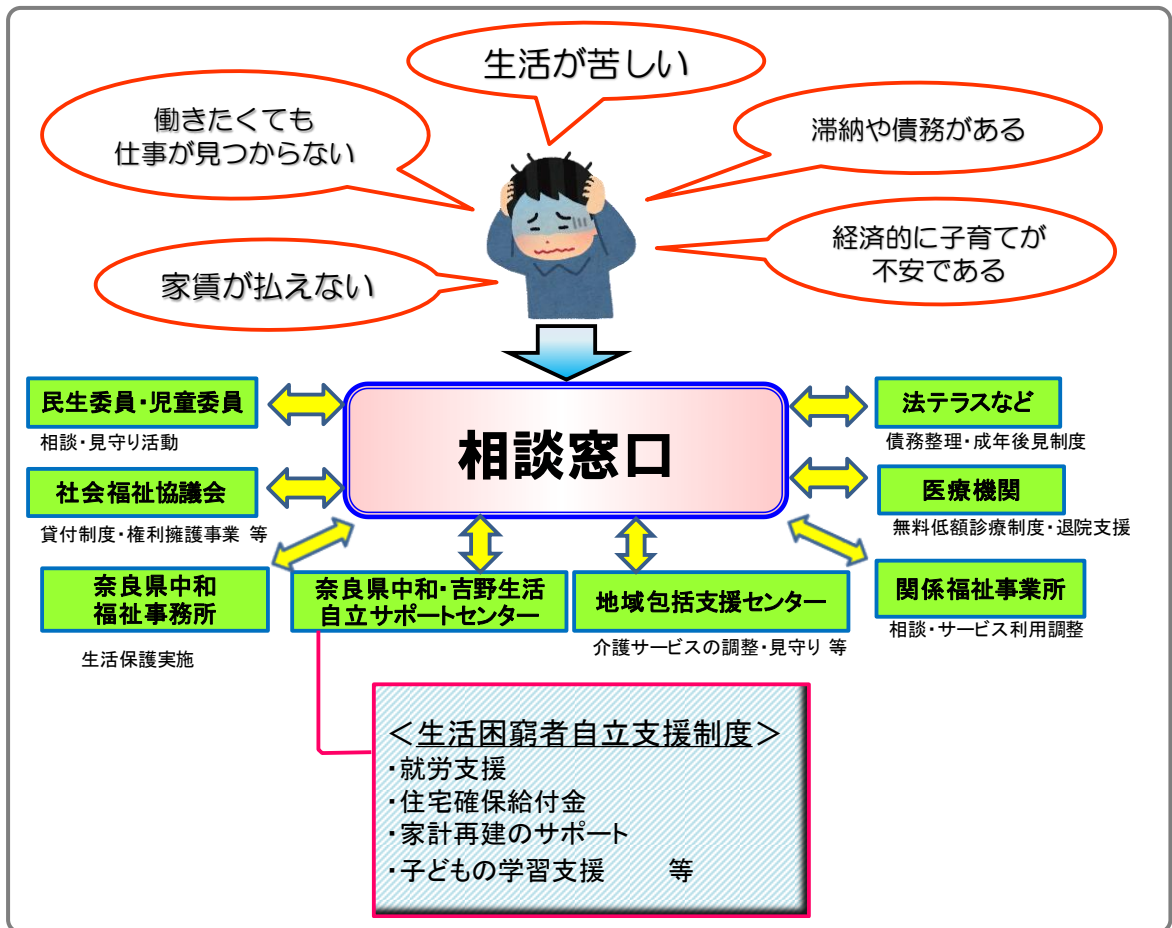 生活が苦しい
働きたくても
仕事が見つからない
滞納や債務がある
経済的に子育てが
不安である
家賃が払えない
相談窓口
民生委員・児童委員
相談・見守り活動
社会福祉協議会
貸付制度・権利擁護事業 等
奈良県中和
福祉事務所
生活保護実施
奈良県中和・吉野生活
自立サポートセンター
地域包括支援センター
介護サービスの調整・見守り 等
法テラスなど
債務整理・成年後見制度
医療機関
無料低額診療制度・退院支援
関係福祉事業所
相談・サービス利用調整
＜生活困窮者自立支援制度＞
・就労支援
・住宅確保給付金
・家計再建のサポート
・子どもの学習支援　　等